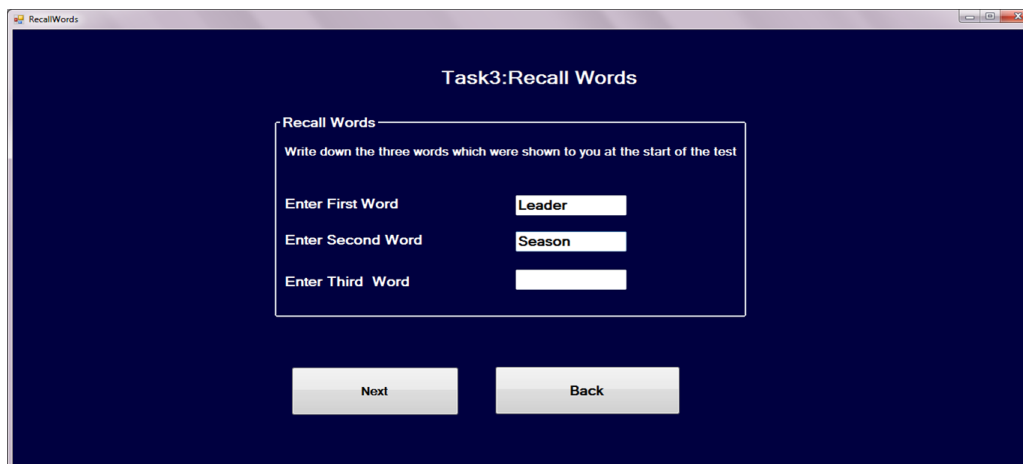 RecallWords
Task3:Recall Words
Recall Words
Write down the three words which were shown to you at the start of the test
Enter First Word Leader
Enter Second Word Season
Enter Third Word
Next Back